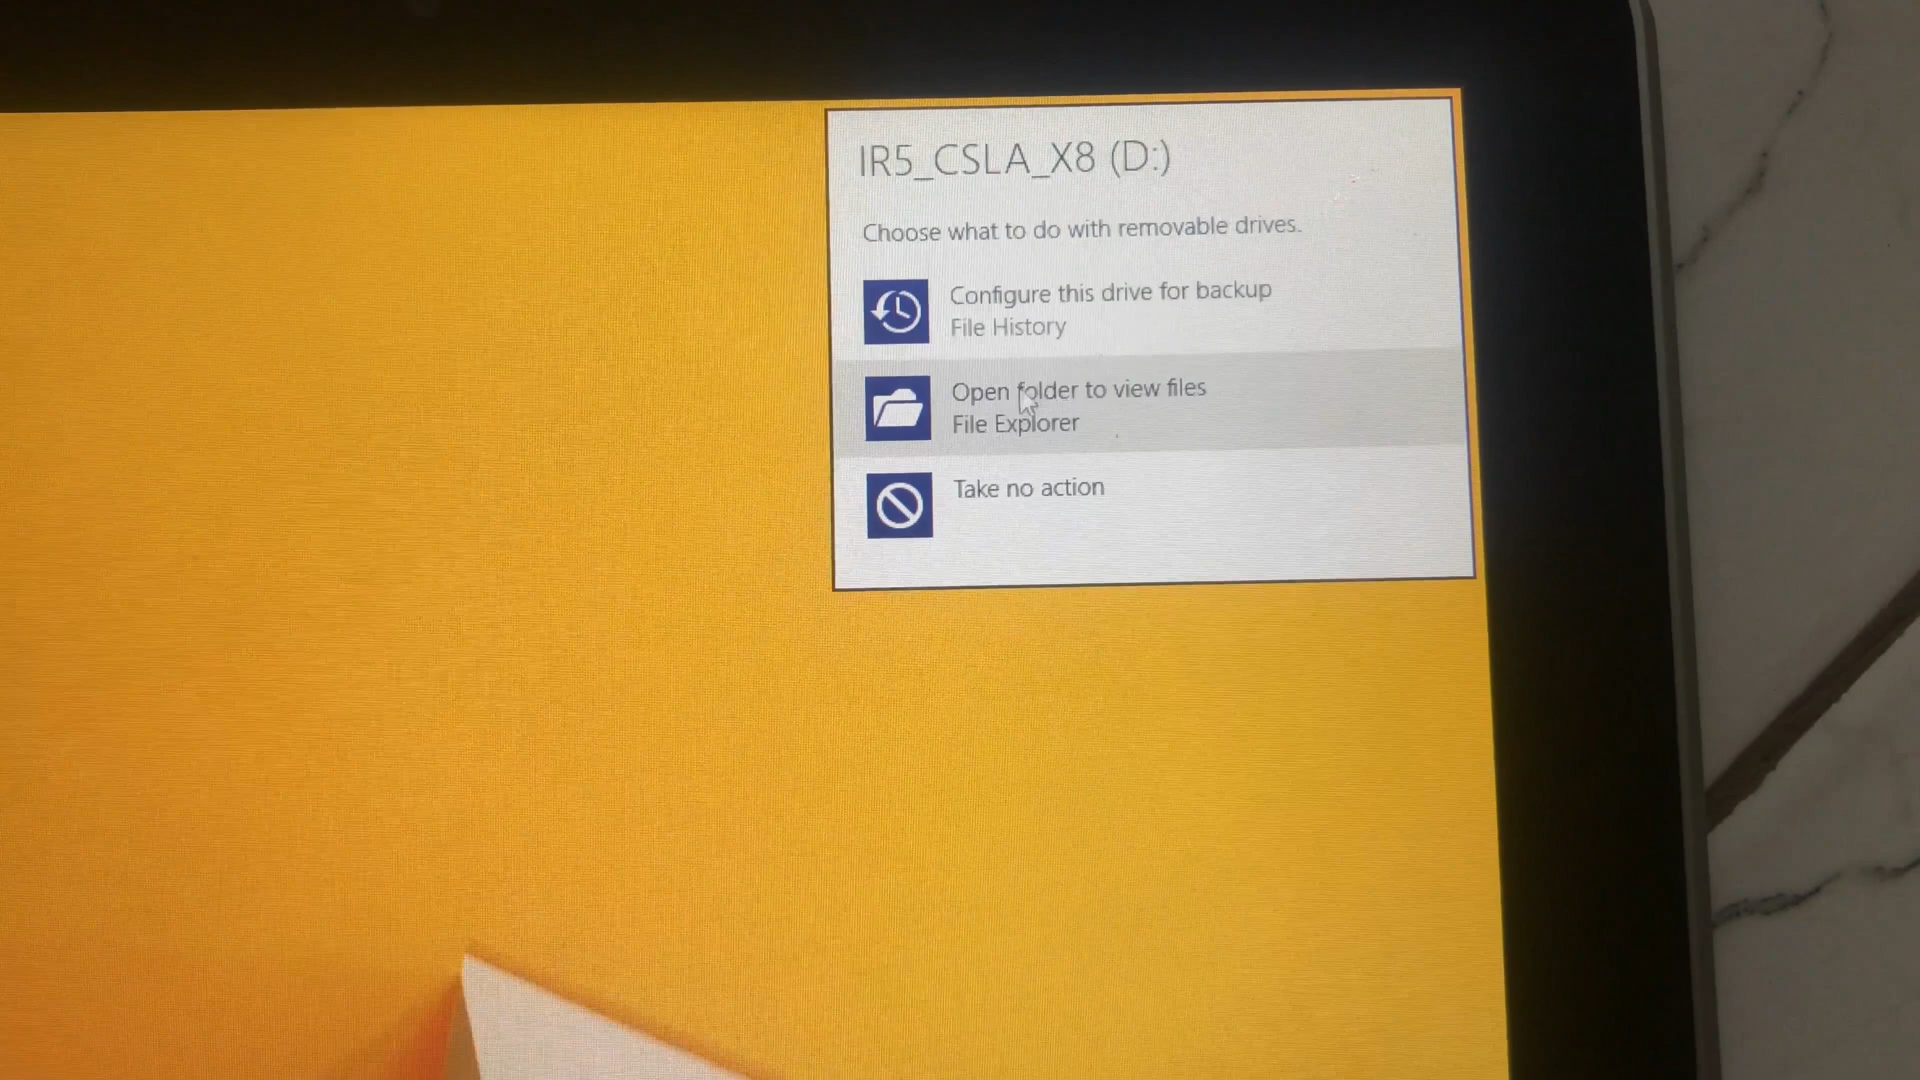 IR5_CSLA_X8 (D:)
Choose what to do with removable drives.
Configure this drive for backup
File History
Open folder to view files
File Explorer
Take no action